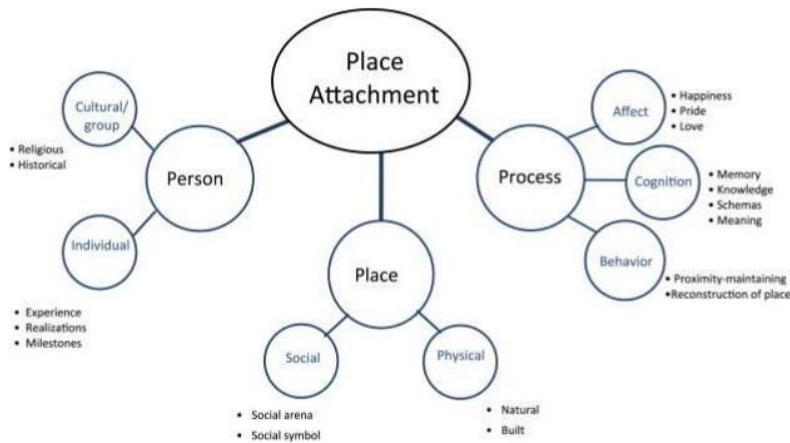 Place
Attachment
Cultural/
group
• Religious
• Historical
Person
Individual
• Experience
• Realizations
• Milestones
Place
Social
• Social arena
• Social symbol
Physical
• Natural
• Built
Process
Affect
• Happiness
• Pride
• Love
Cognition
• Memory
• Knowledge
• Schemas
• Meaning
Behavior
• Proximity-maintaining
•Reconstruction of place